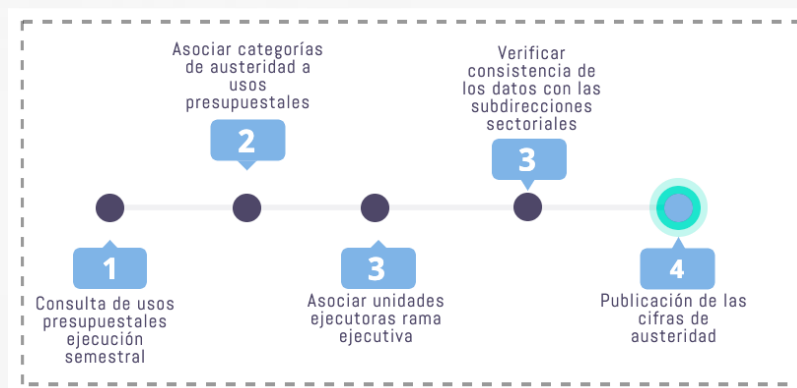 1
Consulta de usos
presupuestales
ejecución
semestral
Asociar categorías
de austeridad a
usos
presupuestales
2
3
Asociar unidades
ejecutoras rama
ejecutiva
Verificar
consistencia de
los datos con las
subdirecciones
sectoriales
3
4
Publicación de las
cifras de
austeridad